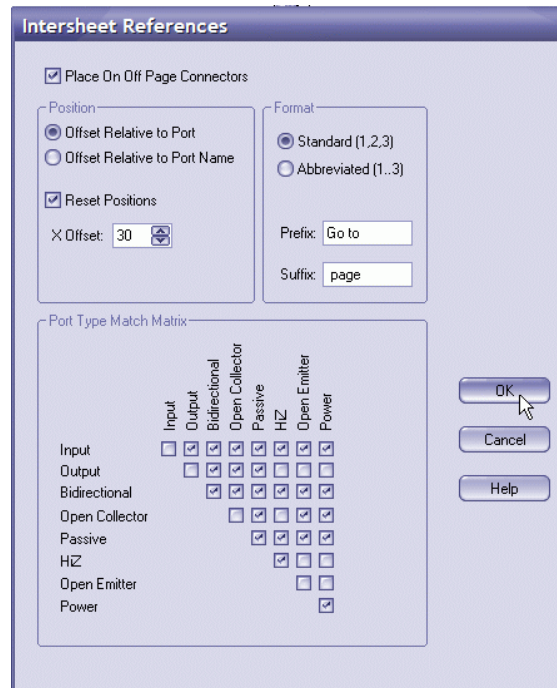 Intersheet References
Place On Off Page Connectors
Position
Offset Relative to Port
Offset Relative to Port Name
Reset Positions
X Offset: 30
Format
Standard (1,2,3)
Abbreviated (1..3)
Prefix: Go to
Suffix: page
Port Type Match Matrix
Input
Output
Bidirectional
Open Collector
Passive
HiZ
Open Emitter
Power
Input
Output
Bidirectional
Open Collector
Passive
HiZ
Open Emitter
Power
OK
Cancel
Help